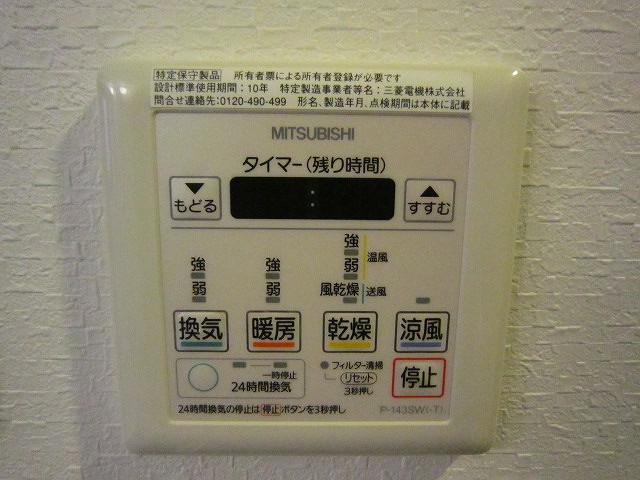 特定保守製品 所有者票による所有者登録が必要です
設計標準使用期間：10年 特定製造事業者等名：三菱電機株式会社
問合せ連絡先：0120-490-499 形名、製造年月、点検期間は本体に記載
MITSUBISHI
タイマー(残り時間)
▼ ▲
もどる : すすむ
強
強 強 温風
弱
弱 弱 風乾燥 送風
換気 暖房 乾燥 涼風
フィルター清掃
一時停止 リセット 停止
24時間換気 3秒押し
24時間換気の停止は停止ボタンを3秒押し P-143SW(-T)